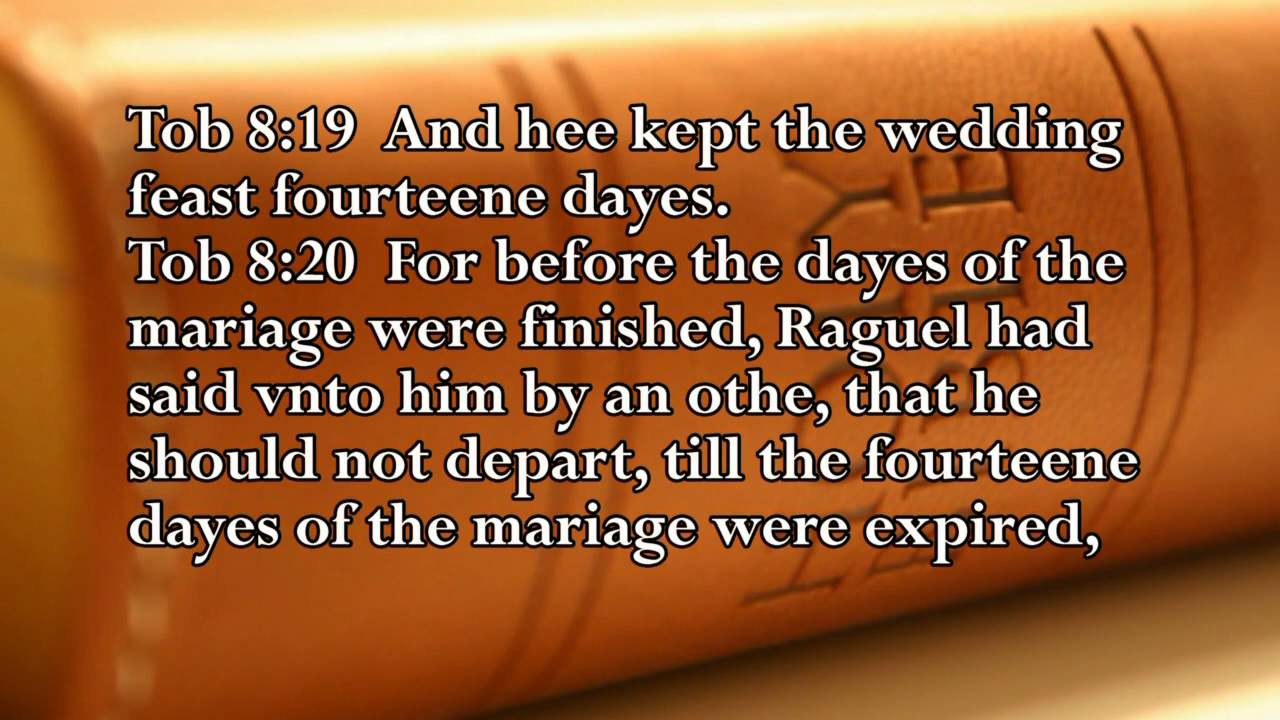 Tob 8:19 And hee kept the wedding
feast fourteene dayes.
Tob 8:20 For before the dayes of the
mariage were finished, Raguel had
said vnto him by an othe, that he
should not depart, till the fourteene
dayes of the mariage were expired,
HOLY
BIBLE